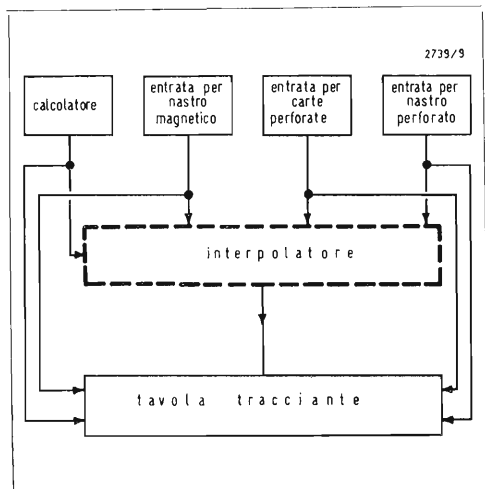 2739/9
calcolatore
entrata per
nastro
magnetico
entrata per
carte
perforate
entrata per
nastro
perforato
interpolatore
tavola tracciante